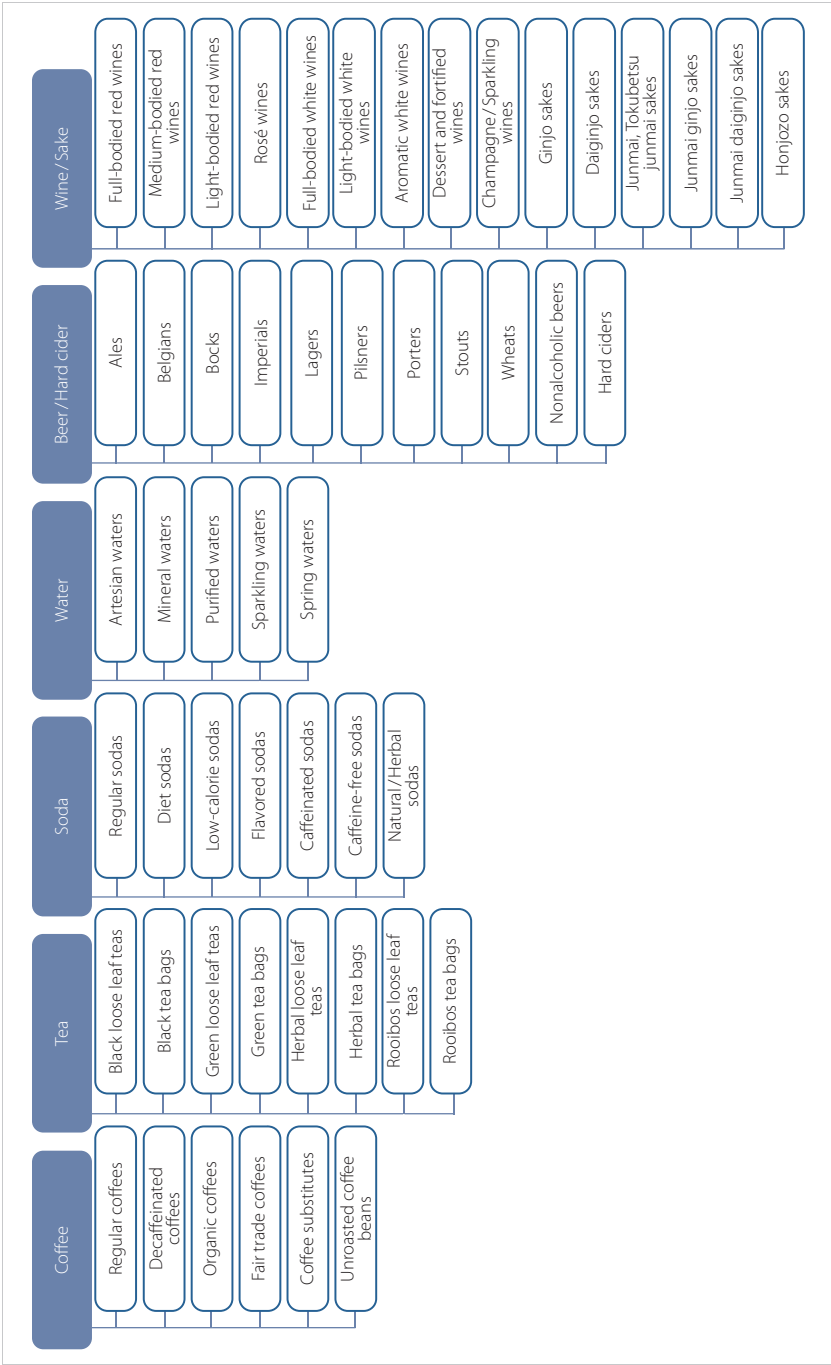 Coffee
Regular coffees
Decaffeinated
coffees
Organic coffees
Fair trade coffees
Coffee substitutes
Unroasted coffee
beans
Tea
Black loose leaf teas
Black tea bags
Green loose leaf teas
Green tea bags
Herbal loose leaf
teas
Herbal tea bags
Rooibos loose leaf
teas
Rooibos tea bags
Soda
Regular sodas
Diet sodas
Low-calorie sodas
Flavored sodas
Caffeinated sodas
Caffeine-free sodas
Natural/Herbal
sodas
Water
Artesian waters
Mineral waters
Purified waters
Sparkling waters
Spring waters
Beer/Hard cider
Ales
Belgians
Bocks
Imperials
Lagers
Pilsners
Porters
Stouts
Wheats
Nonalcoholic beers
Hard ciders
Wine/Sake
Full-bodied red wines
Medium-bodied red
wines
Light-bodied red wines
Rosé wines
Full-bodied white wines
Light-bodied white
wines
Aromatic white wines
Dessert and fortified
wines
Champagne/Sparkling
wines
Ginjo sakes
Daiginjo sakes
Junmai, Tokubetsu
junmai sakes
Junmai ginjo sakes
Junmai daiginjo sakes
Honjozo sakes